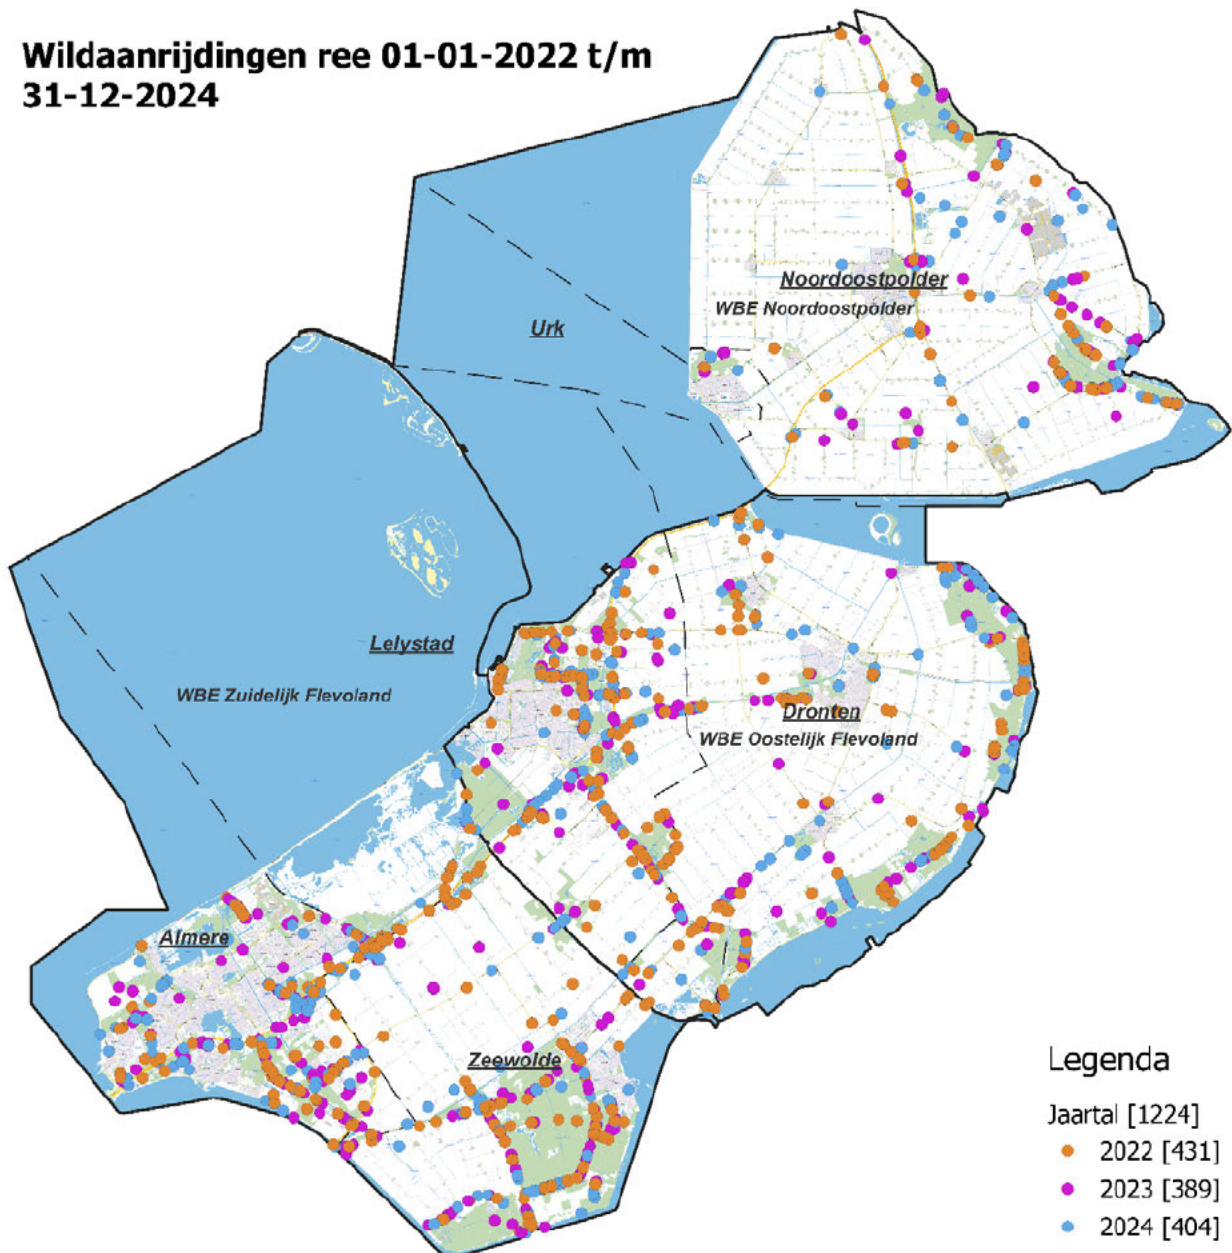 Wildaanrijdingen ree 01-01-2022 t/m
31-12-2024
Noordoostpolder
WBE Noordoostpolder
Urk
Lelystad
WBE Zuidelijk Flevoland
Dronten
WBE Oostelijk Flevoland
Almere
Zeewolde
Legenda
Jaartal [1224]
2022 [431]
2023 [389]
2024 [404]